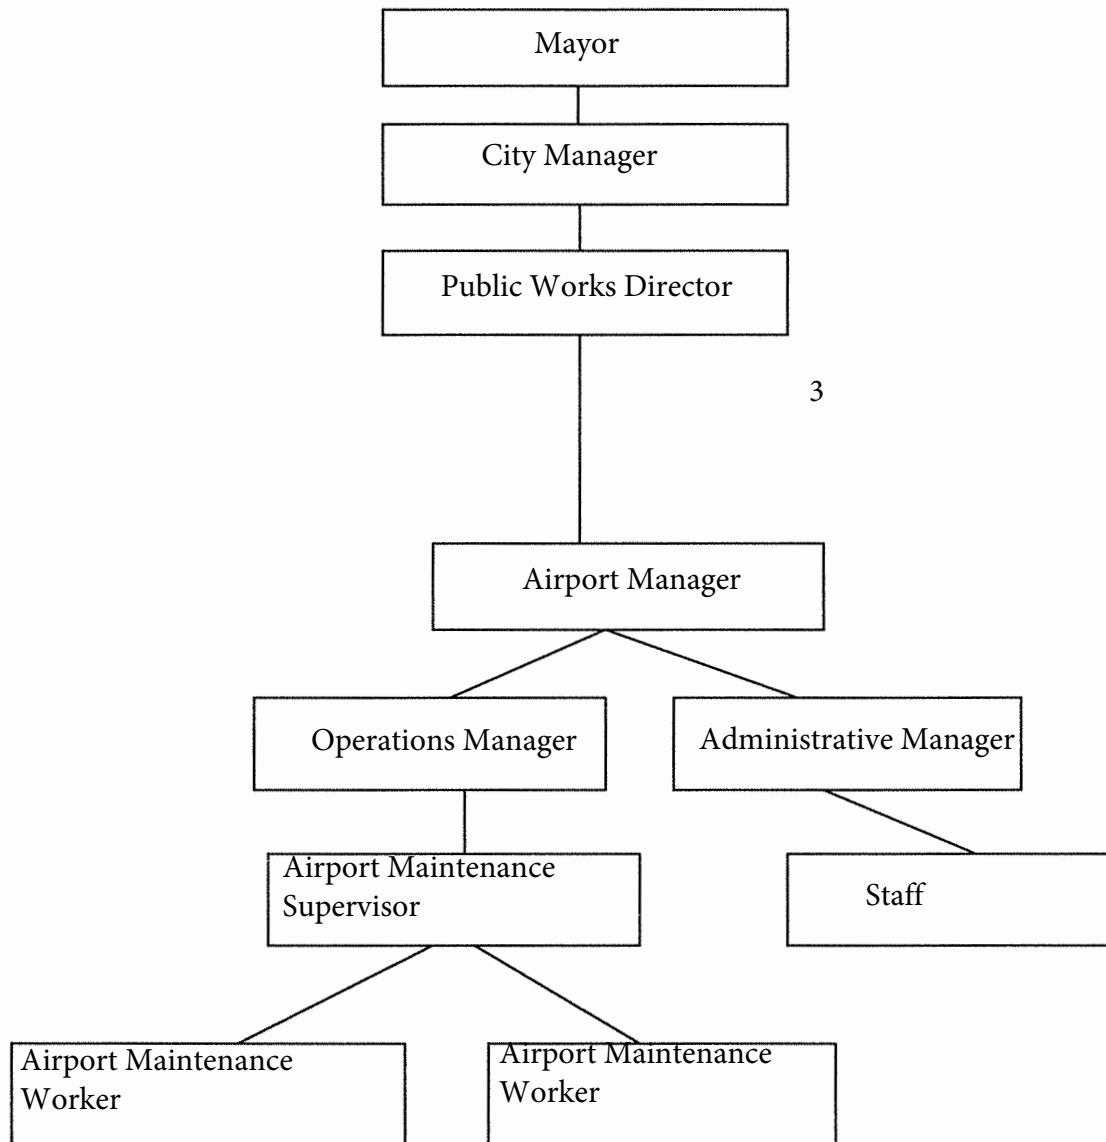 Mayor
City Manager
Public Works Director
3
Airport Manager
Operations Manager
Administrative Manager
Airport Maintenance
Supervisor
Staff
Airport Maintenance
Worker
Airport Maintenance
Worker